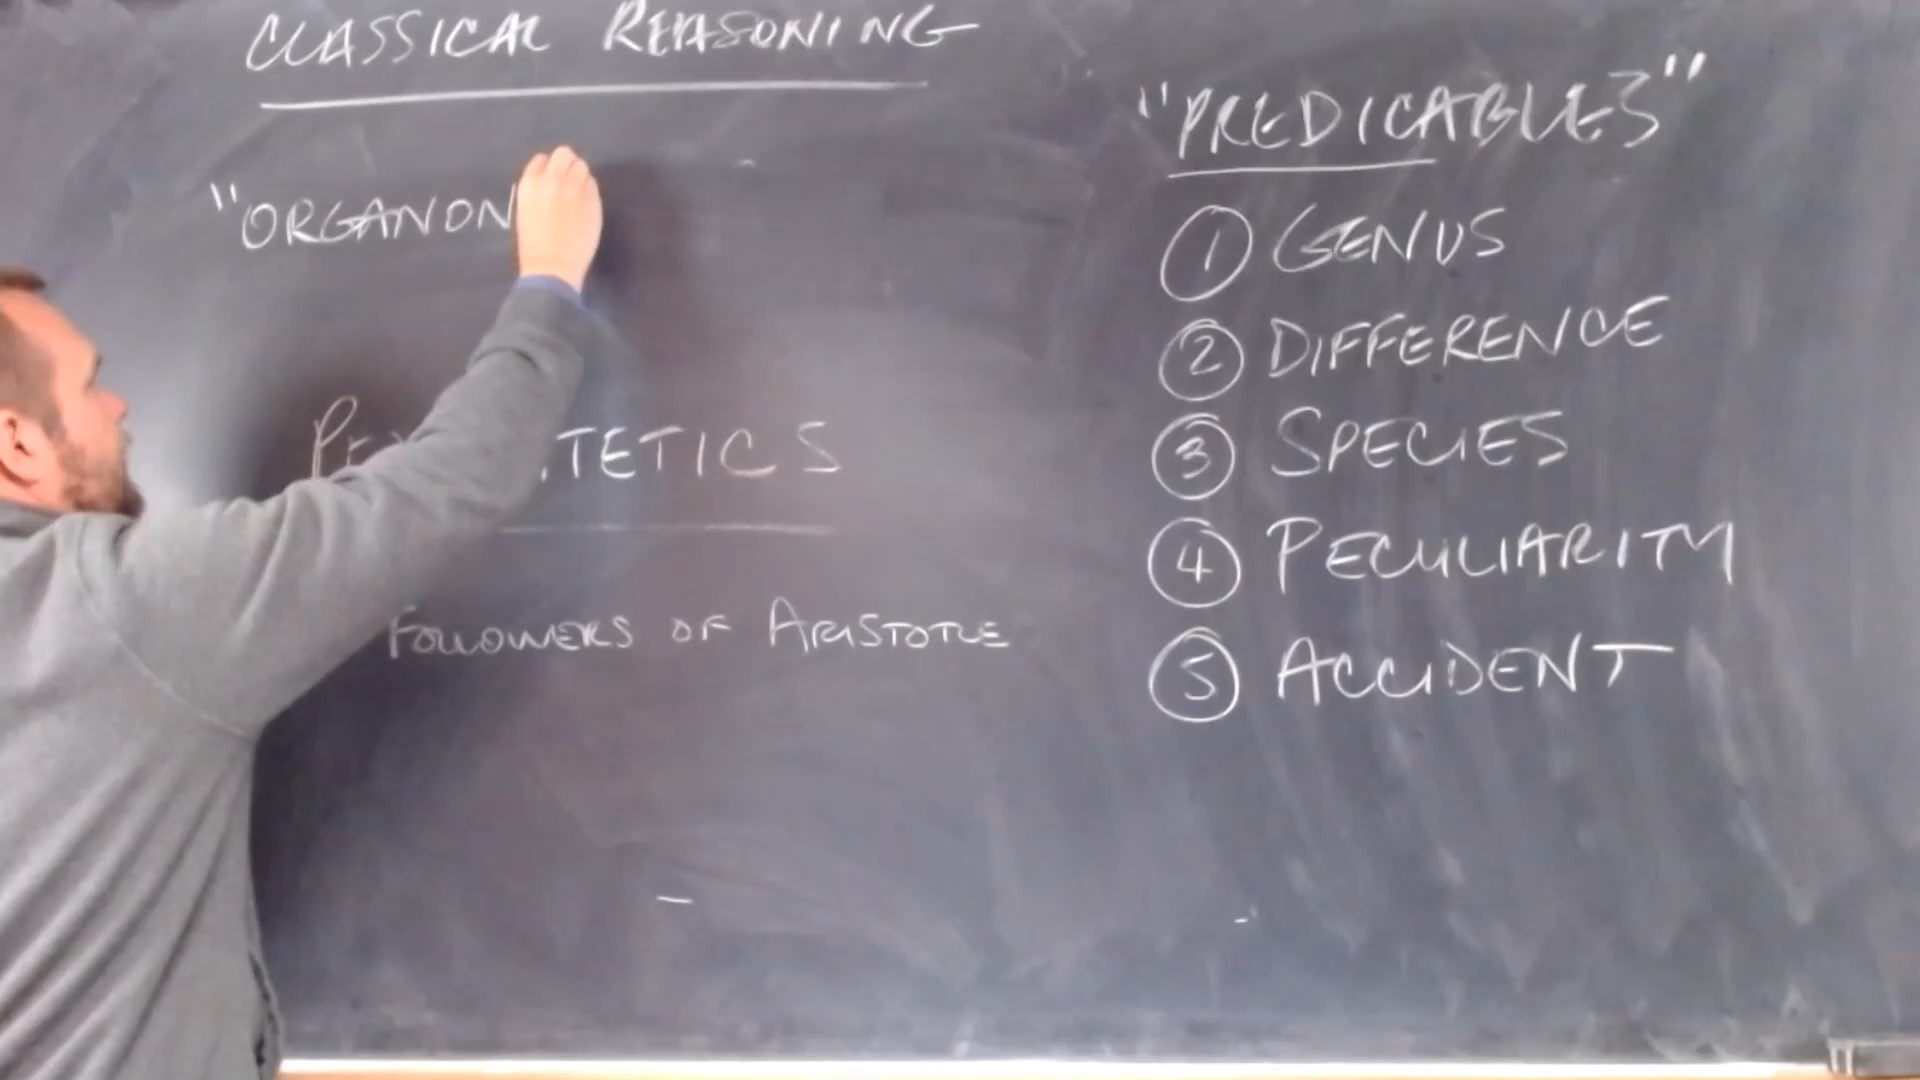 CLASSICAL REASONING
"ORGANON
TETICS
FOLLOWERS OF ARISTOTLE
"PREDICABLES"
1 GENUS
2 DIFFERENCE
3 SPECIES
4 PECULIARITY
5 ACCIDENT